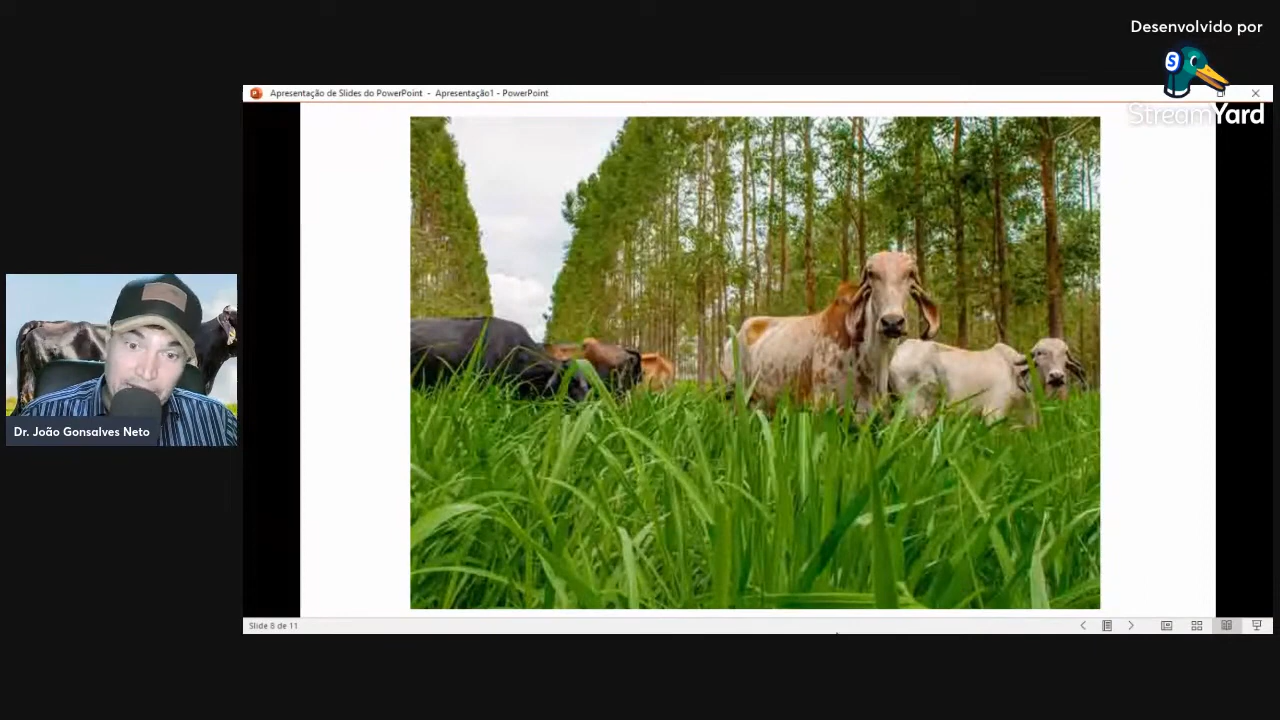 Desenvolvido por
S
StreamYard
Apresentação de Slides do PowerPoint - Apresentação1 - PowerPoint
Dr. João Gonsalves Neto
Slide 8 de 11